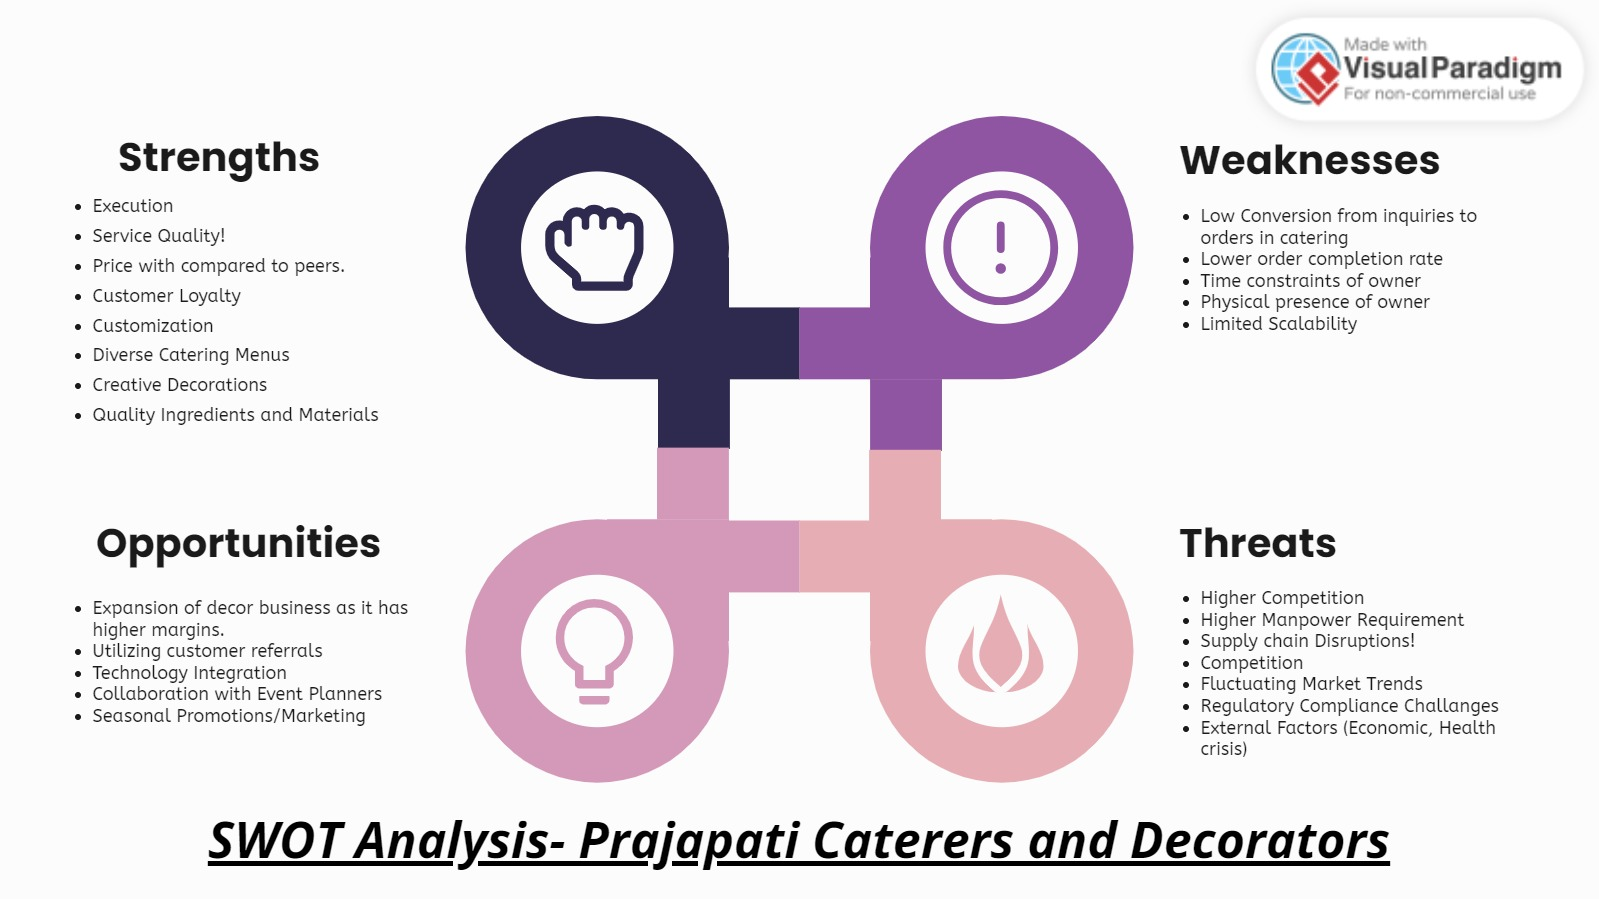 Made with
Visual Paradigm
For non-commercial use
Strengths
Execution
Service Quality!
Price with compared to peers.
Customer Loyalty
Customization
Diverse Catering Menus
Creative Decorations
Quality Ingredients and Materials
Weaknesses
Low Conversion from inquiries to
orders in catering
Lower order completion rate
Time constraints of owner
Physical presence of owner
Limited Scalability
Opportunities
Expansion of decor business as it has
higher margins.
Utilizing customer referrals
Technology Integration
Collaboration with Event Planners
Seasonal Promotions/Marketing
Threats
Higher Competition
Higher Manpower Requirement
Supply chain Disruptions!
Competition
Fluctuating Market Trends
Regulatory Compliance Challanges
External Factors (Economic, Health
crisis)
SWOT Analysis- Prajapati Caterers and Decorators